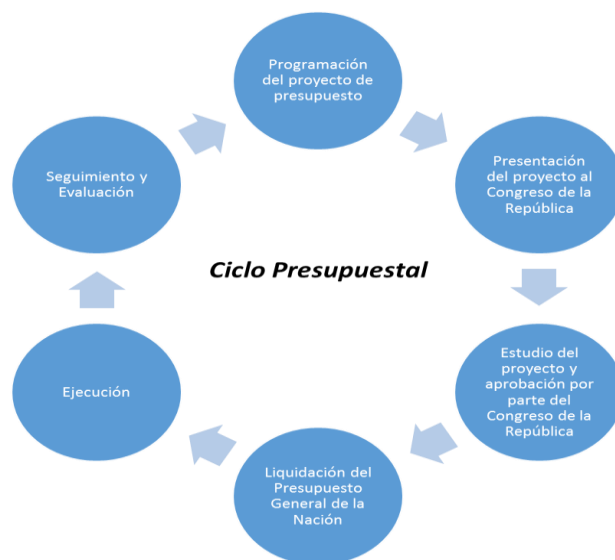 Programación
del proyecto de
presupuesto
Presentación
del proyecto al
Congreso de la
República
Estudio del
proyecto y
aprobación por
parte del
Congreso de la
República
Liquidación del
Presupuesto
General de la
Nación
Ejecución
Seguimiento y
Evaluación
Ciclo Presupuestal